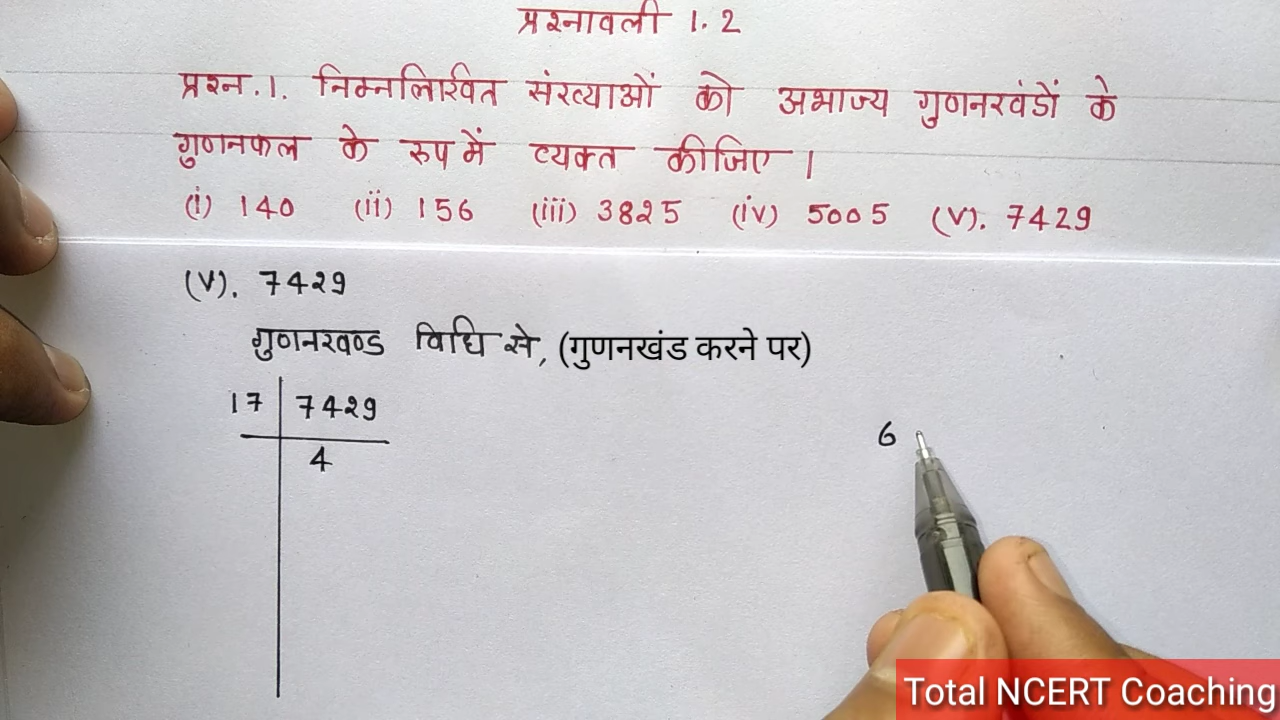 प्रश्नावली 1.2
प्रश्न.1. निम्नलिखित संख्याओं को अभाज्य गुणनखंडों के
गुणनफल के रुप में व्यक्त कीजिए।
(i) 140 (ii) 156 (iii) 3825 (iv) 5005 (v). 7429
(v). 7429
गुणनखण्ड विधि से, (गुणनखंड करने पर)
17 7429
4
6
Total NCERT Coaching